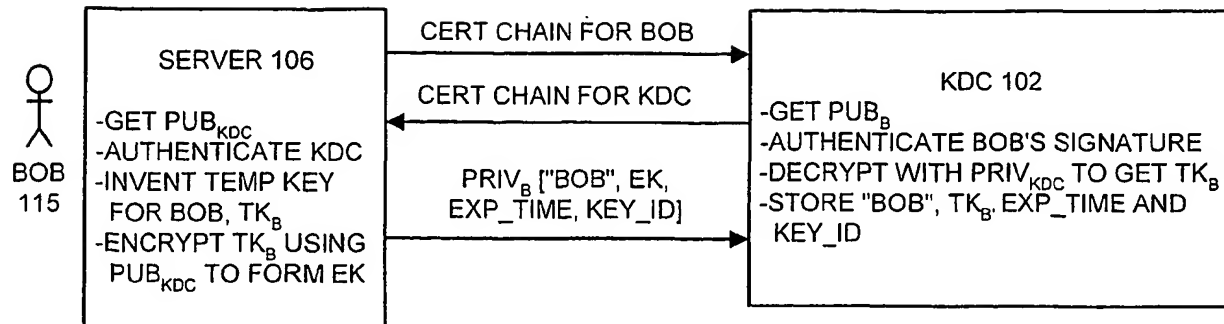 BOB
115
SERVER 106
-GET PUB_KDC
-AUTHENTICATE KDC
-INVENT TEMP KEY
FOR BOB, TK_B
-ENCRYPT TK_B USING
PUB_KDC TO FORM EK
CERT CHAIN FOR BOB
CERT CHAIN FOR KDC
PRIV_B ["BOB", EK,
EXP_TIME, KEY_ID]
KDC 102
-GET PUB_B
-AUTHENTICATE BOB'S SIGNATURE
-DECRYPT WITH PRIV_KDC TO GET TK_B
-STORE "BOB", TK_B, EXP_TIME AND
KEY_ID